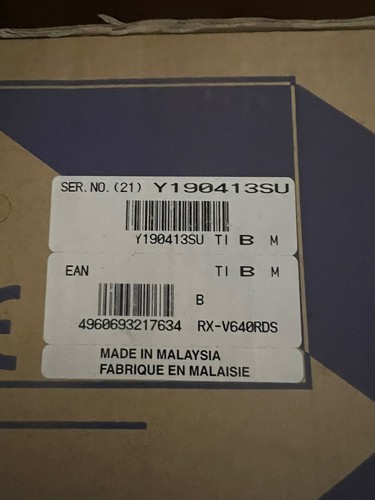 SER.NO.(21) Y190413SU
Y190413SU TI B M
EAN TI B M
B
4960693217634 RX-V640RDS
MADE IN MALAYSIA
FABRIQUE EN MALAISIE